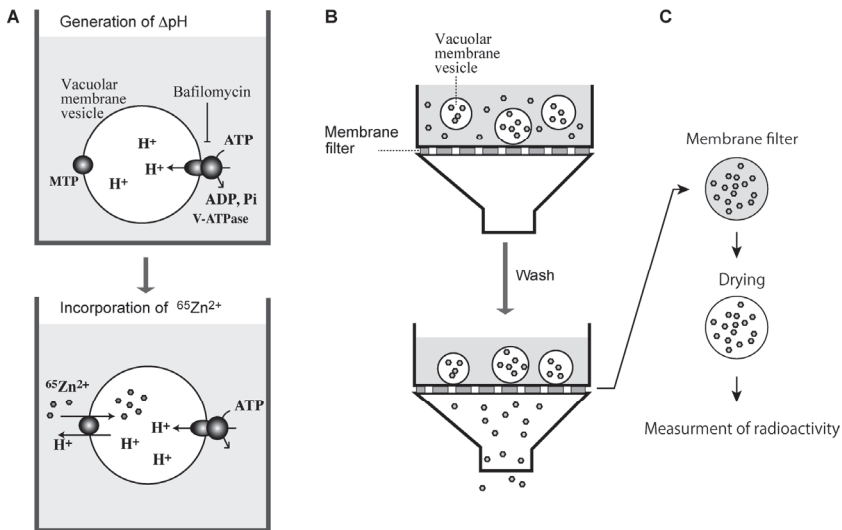 A
Generation of ΔpH
Vacuolar
membrane
vesicle
Bafilomycin
H+
H+
H+
ATP
MTP
ADP, Pi
V-ATPase
Incorporation of 65Zn2+
65Zn2+
ATP
H+
H+
H+
H+
B
Vacuolar
membrane
vesicle
Membrane
filter
Wash
C
Membrane filter
Drying
Measurment of radioactivity